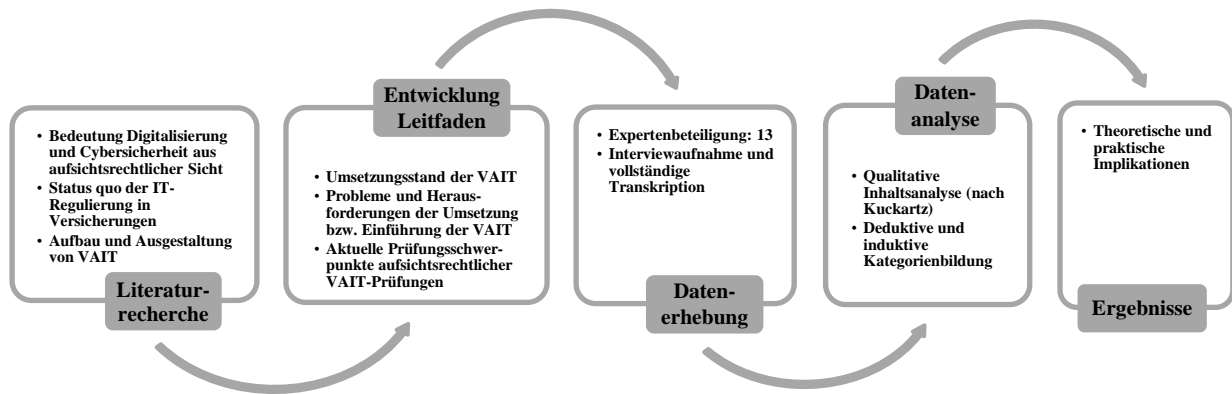 • Bedeutung Digitalisierung
und Cybersicherheit aus
aufsichtsrechtlicher Sicht
• Status quo der IT-
Regulierung in
Versicherungen
• Aufbau und Ausgestaltung
von VAIT
Literatur-
recherche
Entwicklung
Leitfaden
• Umsetzungsstand der VAIT
• Probleme und Heraus-
forderungen der Umsetzung
bzw. Einführung der VAIT
• Aktuelle Prüfungsschwer-
punkte aufsichtsrechtlicher
VAIT-Prüfungen
• Expertenbeteiligung: 13
• Interviewaufnahme und
vollständige
Transkription
Daten-
erhebung
Daten-
analyse
• Qualitative
Inhaltsanalyse (nach
Kuckartz)
• Deduktive und
induktive
Kategorienbildung
• Theoretische und
praktische
Implikationen
Ergebnisse